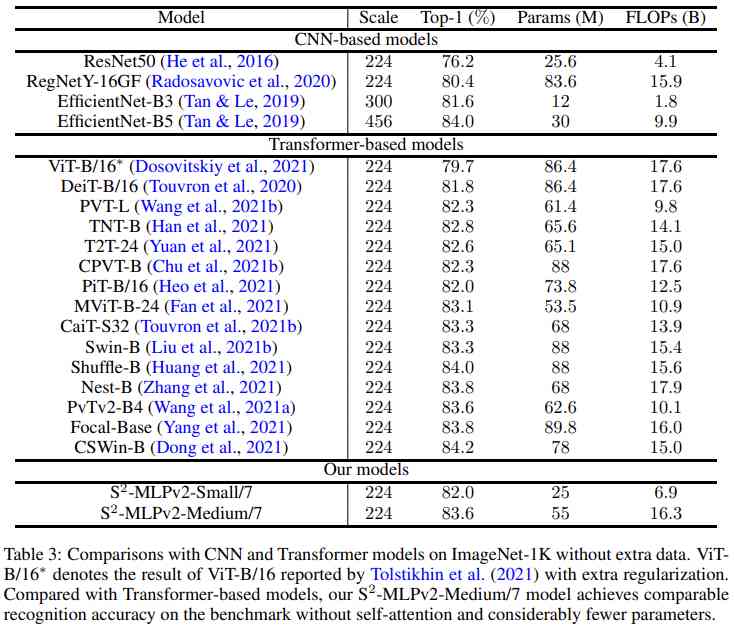 Model Scale Top-1 (%) Params (M) FLOPs (B)
CNN-based models
ResNet50 (He et al., 2016) 224 76.2 25.6 4.1
RegNetY-16GF (Radosavovic et al., 2020) 224 80.4 83.6 15.9
EfficientNet-B3 (Tan & Le, 2019) 300 81.6 12 1.8
EfficientNet-B5 (Tan & Le, 2019) 456 84.0 30 9.9
Transformer-based models
ViT-B/16* (Dosovitskiy et al., 2021) 224 79.7 86.4 17.6
DeiT-B/16 (Touvron et al., 2020) 224 81.8 86.4 17.6
PVT-L (Wang et al., 2021b) 224 82.3 61.4 9.8
TNT-B (Han et al., 2021) 224 82.8 65.6 14.1
T2T-24 (Yuan et al., 2021) 224 82.6 65.1 15.0
CPVT-B (Chu et al., 2021b) 224 82.3 88 17.6
PiT-B/16 (Heo et al., 2021) 224 82.0 73.8 12.5
MViT-B-24 (Fan et al., 2021) 224 83.1 53.5 10.9
CaiT-S32 (Touvron et al., 2021b) 224 83.3 68 13.9
Swin-B (Liu et al., 2021b) 224 83.3 88 15.4
Shuffle-B (Huang et al., 2021) 224 84.0 88 15.6
Nest-B (Zhang et al., 2021) 224 83.8 68 17.9
PvTv2-B4 (Wang et al., 2021a) 224 83.6 62.6 10.1
Focal-Base (Yang et al., 2021) 224 83.8 89.8 16.0
CSWin-B (Dong et al., 2021) 224 84.2 78 15.0
Our models
S²-MLPv2-Small/7 224 82.0 25 6.9
S²-MLPv2-Medium/7 224 83.6 55 16.3
Table 3: Comparisons with CNN and Transformer models on ImageNet-1K without extra data. ViT-
B/16* denotes the result of ViT-B/16 reported by Tolstikhin et al. (2021) with extra regularization.
Compared with Transformer-based models, our S²-MLPv2-Medium/7 model achieves comparable
recognition accuracy on the benchmark without self-attention and considerably fewer parameters.